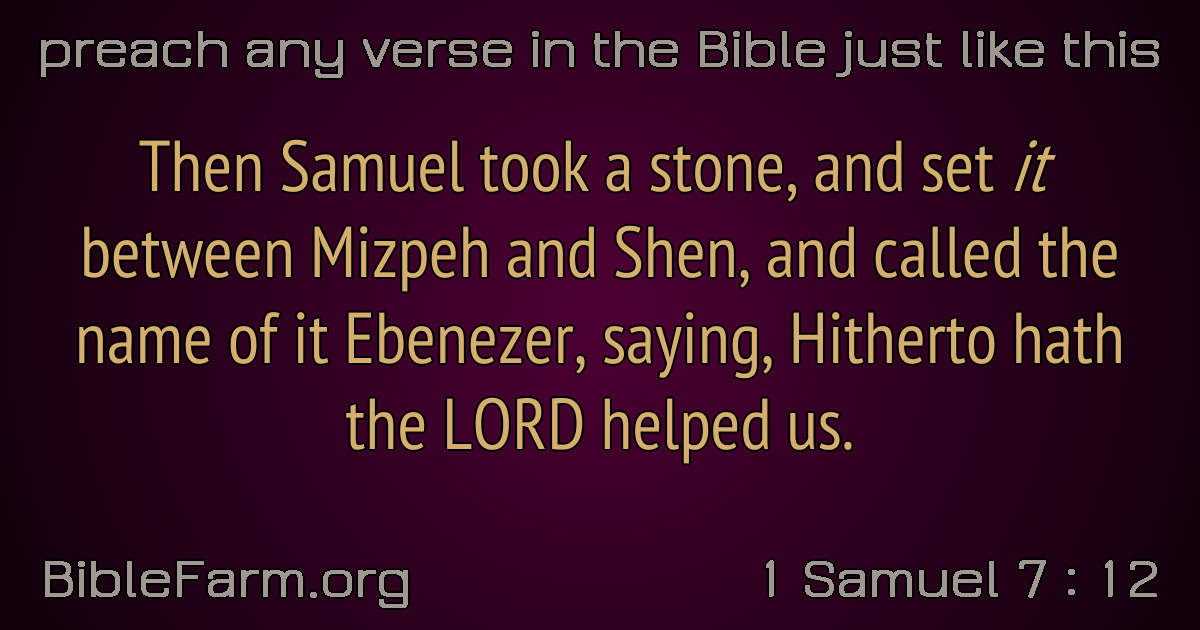 preach any verse in the Bible just like this
Then Samuel took a stone, and set it
between Mizpeh and Shen, and called the
name of it Ebenezer, saying, Hitherto hath
the LORD helped us.
BibleFarm.org
1 Samuel 7 : 12